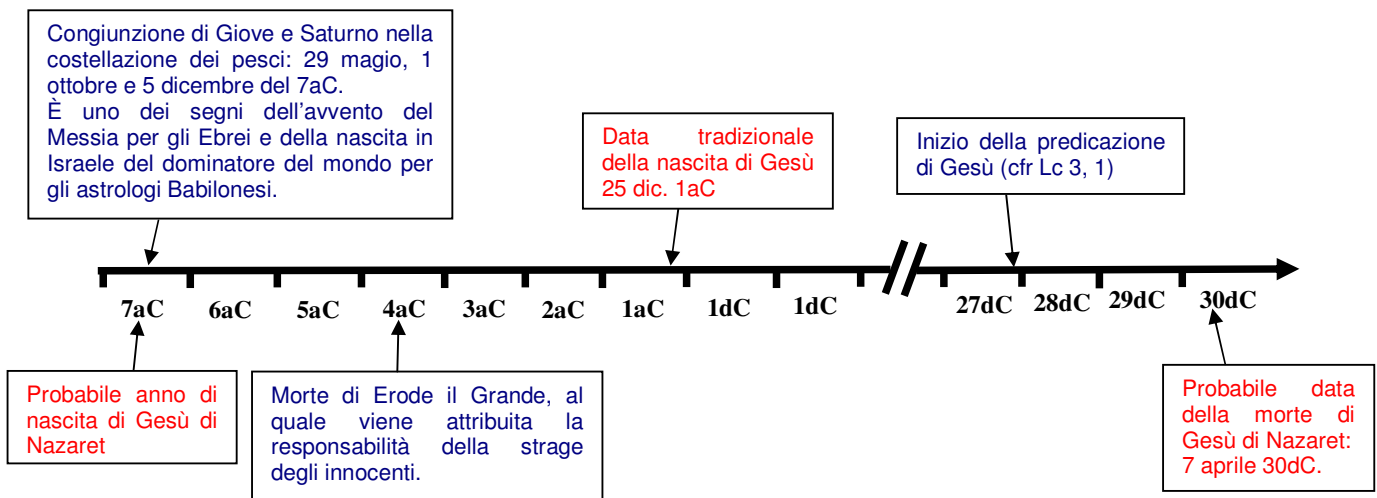 Congiunzione di Giove e Saturno nella
costellazione dei pesci: 29 magio, 1
ottobre e 5 dicembre del 7aC.
È uno dei segni dell'avvento del
Messia per gli Ebrei e della nascita in
Israele del dominatore del mondo per
gli astrologi Babilonesi.
Data tradizionale
della nascita di Gesù
25 dic. 1aC
Inizio della predicazione
di Gesù (cfr Lc 3, 1)
7aC 6aC 5aC 4aC 3aC 2aC 1aC 1dC 1dC 27dC 28dC 29dC 30dC
Probabile anno di
nascita di Gesù di
Nazaret
Morte di Erode il Grande, al
quale viene attribuita la
responsabilità della strage
degli innocenti.
Probabile data
della morte di
Gesù di Nazaret:
7 aprile 30dC.